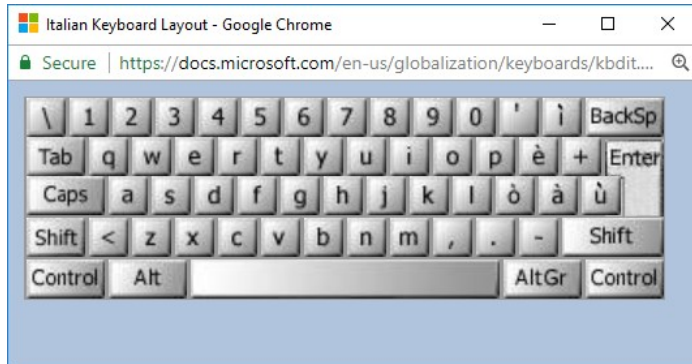 Italian Keyboard Layout - Google Chrome
Secure | https://docs.microsoft.com/en-us/globalization/keyboards/kbdit....
\ 1 2 3 4 5 6 7 8 9 0 ' ì BackSp
Tab q w e r t y u i o p è + Enter
Caps a s d f g h j k l ò à ù
Shift < z x c v b n m , . - Shift
Control Alt AltGr Control